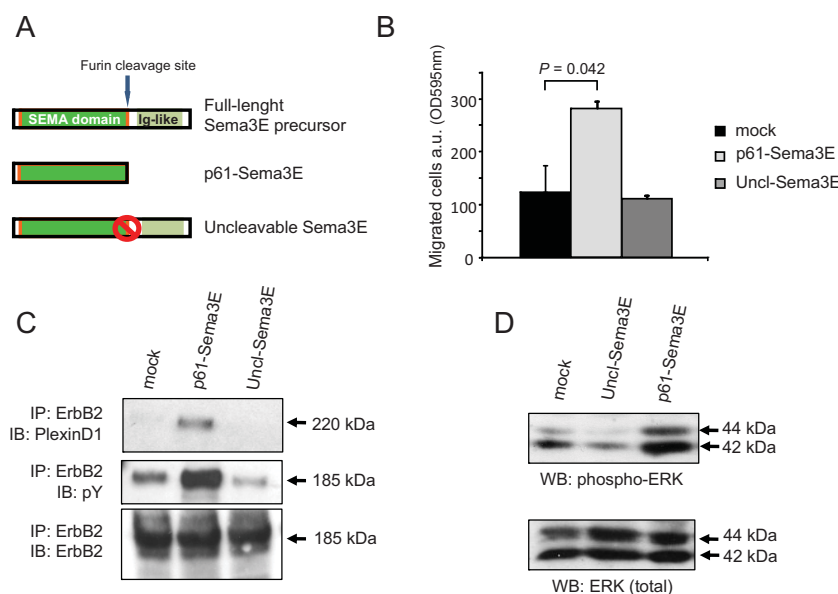 A
Furin cleavage site
SEMA domain
Ig-like
Full-lenght
Sema3E precursor
p61-Sema3E
Uncleavable Sema3E
B
P = 0.042
Migrated cells a.u. (OD595nm)
300
200
100
0
mock
p61-Sema3E
Uncl-Sema3E
C
mock
p61-Sema3E
Uncl-Sema3E
IP: ErbB2
IB: PlexinD1
220 kDa
IP: ErbB2
IB: pY
185 kDa
IP: ErbB2
IB: ErbB2
185 kDa
D
mock
Uncl-Sema3E
p61-Sema3E
44 kDa
42 kDa
WB: phospho-ERK
44 kDa
42 kDa
WB: ERK (total)